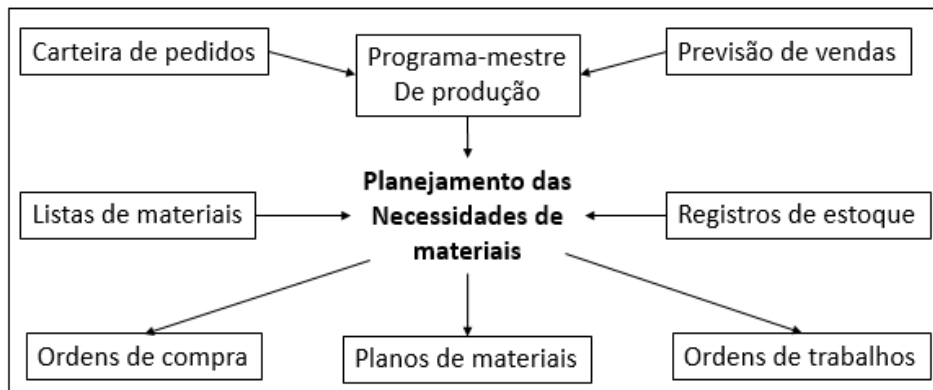 Carteira de pedidos
Programa-mestre
De produção
Previsão de vendas
Listas de materiais
Planejamento das
Necessidades de
materiais
Registros de estoque
Ordens de compra
Planos de materiais
Ordens de trabalhos